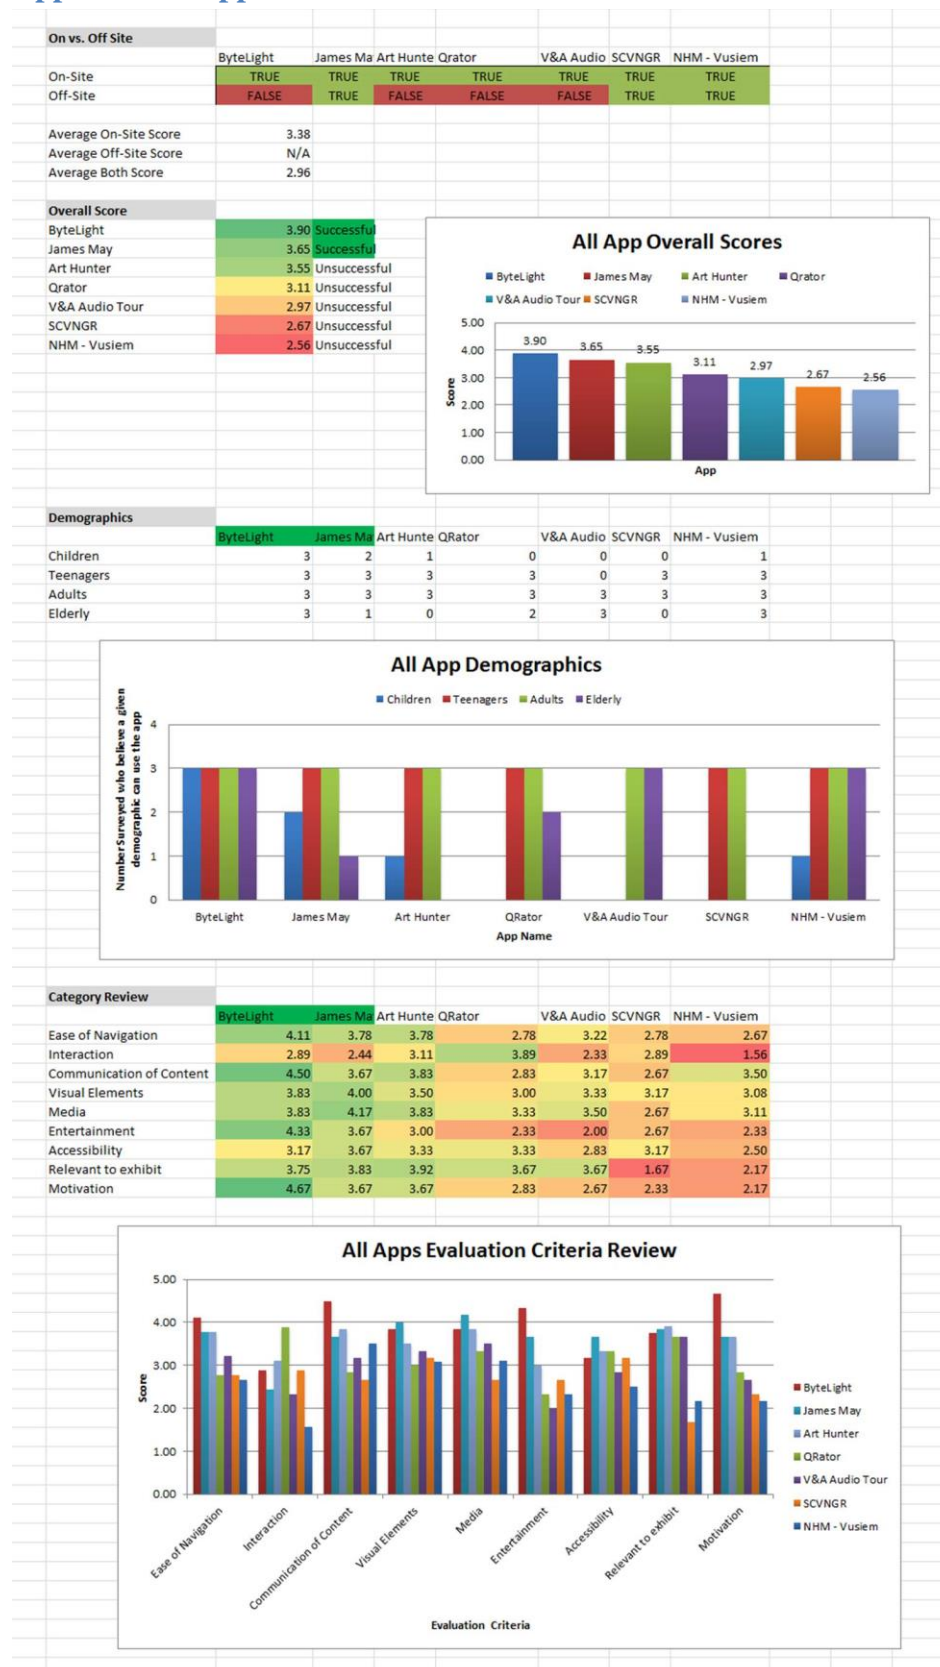 On vs. Off Site
ByteLight James Ma Art Hunte Qrator V&A Audio SCVNGR NHM - Vusiem
On-Site TRUE TRUE TRUE TRUE TRUE TRUE TRUE
Off-Site FALSE TRUE FALSE FALSE FALSE TRUE TRUE
Average On-Site Score 3.38
Average Off-Site Score N/A
Average Both Score 2.96
Overall Score
ByteLight 3.90 Successful
James May 3.65 Successful
Art Hunter 3.55 Unsuccessful
Qrator 3.11 Unsuccessful
V&A Audio Tour 2.97 Unsuccessful
SCVNGR 2.67 Unsuccessful
NHM - Vusiem 2.56 Unsuccessful
All App Overall Scores
ByteLight James May Art Hunter Qrator
V&A Audio Tour SCVNGR NHM - Vusiem
5.00
4.00
3.00
2.00
1.00
0.00
Score
3.90 3.65 3.55 3.11 2.97 2.67 2.56
App
Demographics
ByteLight James Ma Art Hunte QRator V&A Audio SCVNGR NHM - Vusiem
Children 3 2 1 0 0 0 1
Teenagers 3 3 3 3 0 3 3
Adults 3 3 3 3 3 3 3
Elderly 3 1 0 2 3 0 3
All App Demographics
Children Teenagers Adults Elderly
Number Surveyed who believe a given
demographic can use the app
4
3
2
1
0
ByteLight James May Art Hunter QRator V&A Audio Tour SCVNGR NHM - Vusiem
App Name
Category Review
ByteLight James Ma Art Hunte QRator V&A Audio SCVNGR NHM - Vusiem
Ease of Navigation 4.11 3.78 3.78 2.78 3.22 2.78 2.67
Interaction 2.89 2.44 3.11 3.89 2.33 2.89 1.56
Communication of Content 4.50 3.67 3.83 2.83 3.17 2.67 3.50
Visual Elements 3.83 4.00 3.50 3.00 3.33 3.17 3.08
Media 3.83 4.17 3.83 3.33 3.50 2.67 3.11
Entertainment 4.33 3.67 3.00 2.33 2.00 2.67 2.33
Accessibility 3.17 3.67 3.33 3.33 2.83 3.17 2.50
Relevant to exhibit 3.75 3.83 3.92 3.67 3.67 1.67 2.17
Motivation 4.67 3.67 3.67 2.83 2.67 2.33 2.17
All Apps Evaluation Criteria Review
5.00
4.00
3.00
2.00
1.00
0.00
Score
ByteLight
James May
Art Hunter
QRator
V&A Audio Tour
SCVNGR
NHM - Vusiem
Ease of Navigation Interaction Communication of Content Visual Elements Media Entertainment Accessibility Relevant to exhibit Motivation
Evaluation Criteria